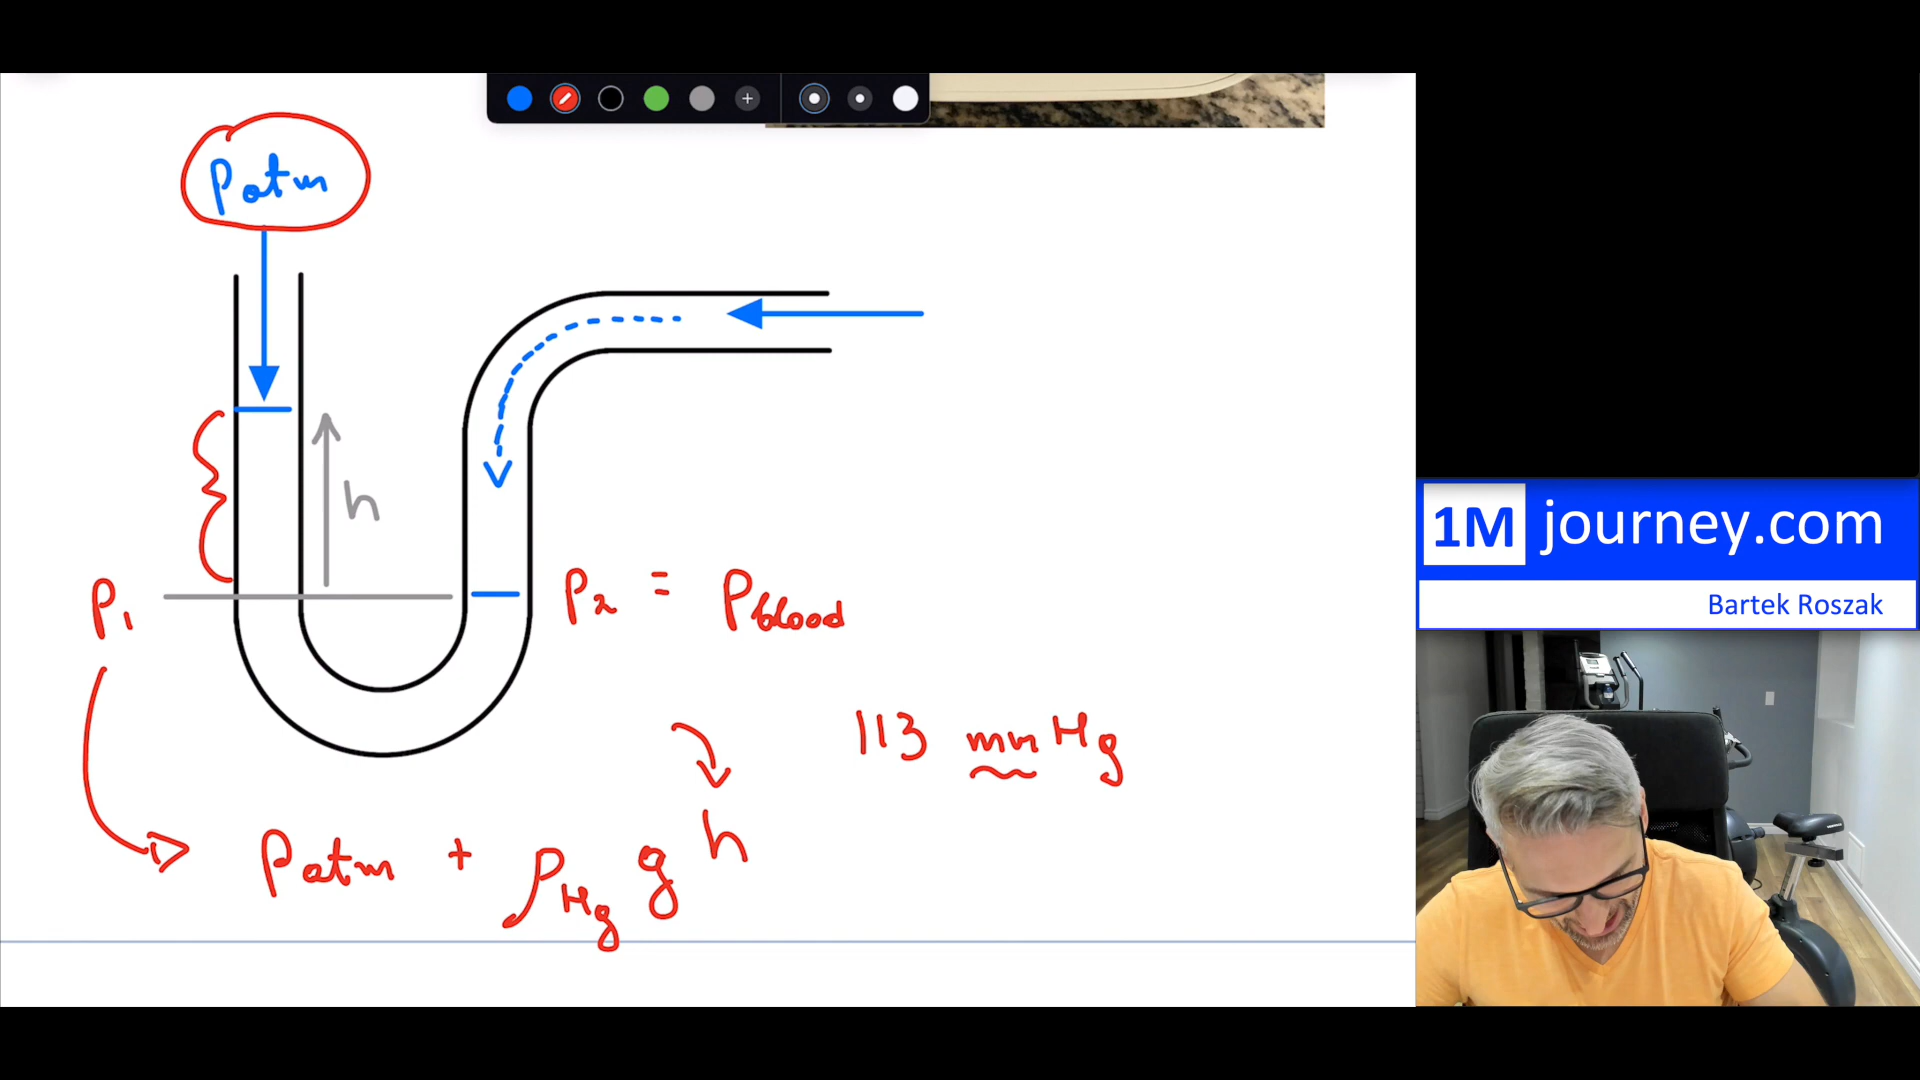 Patm
h
P₁
P₂ = Pblood
113 mmHg
Patm + ρHg g h
1M journey.com
Bartek Roszak